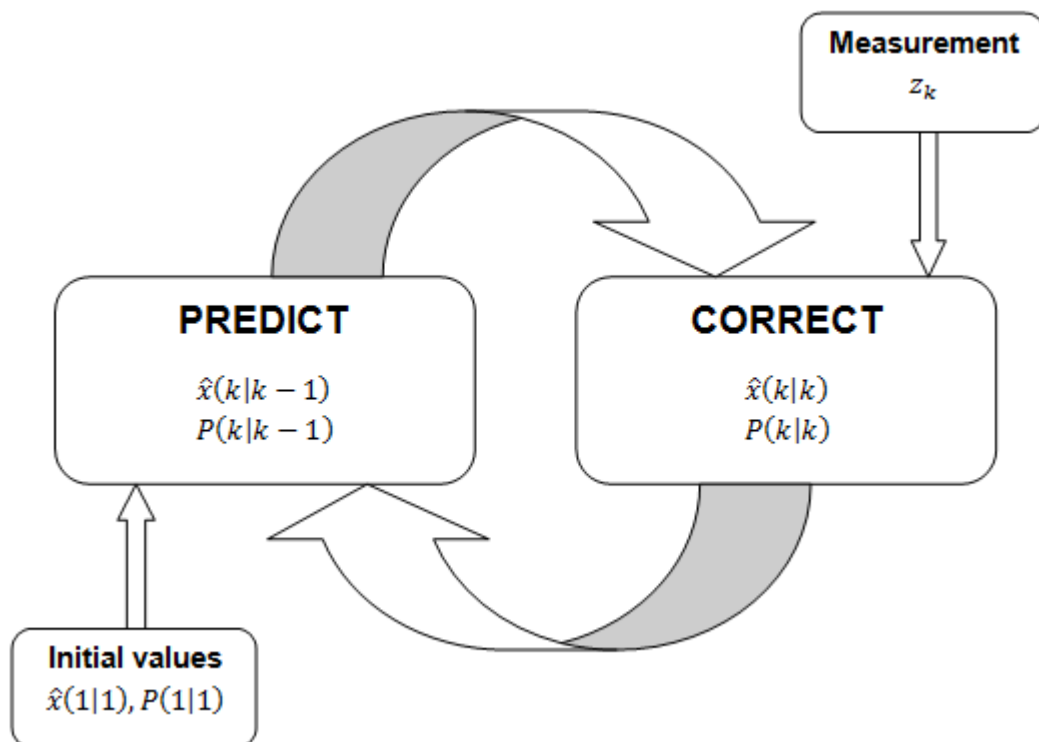 Measurement
z_k
PREDICT
x̂(k|k − 1)
P(k|k − 1)
CORRECT
x̂(k|k)
P(k|k)
Initial values
x̂(1|1), P(1|1)